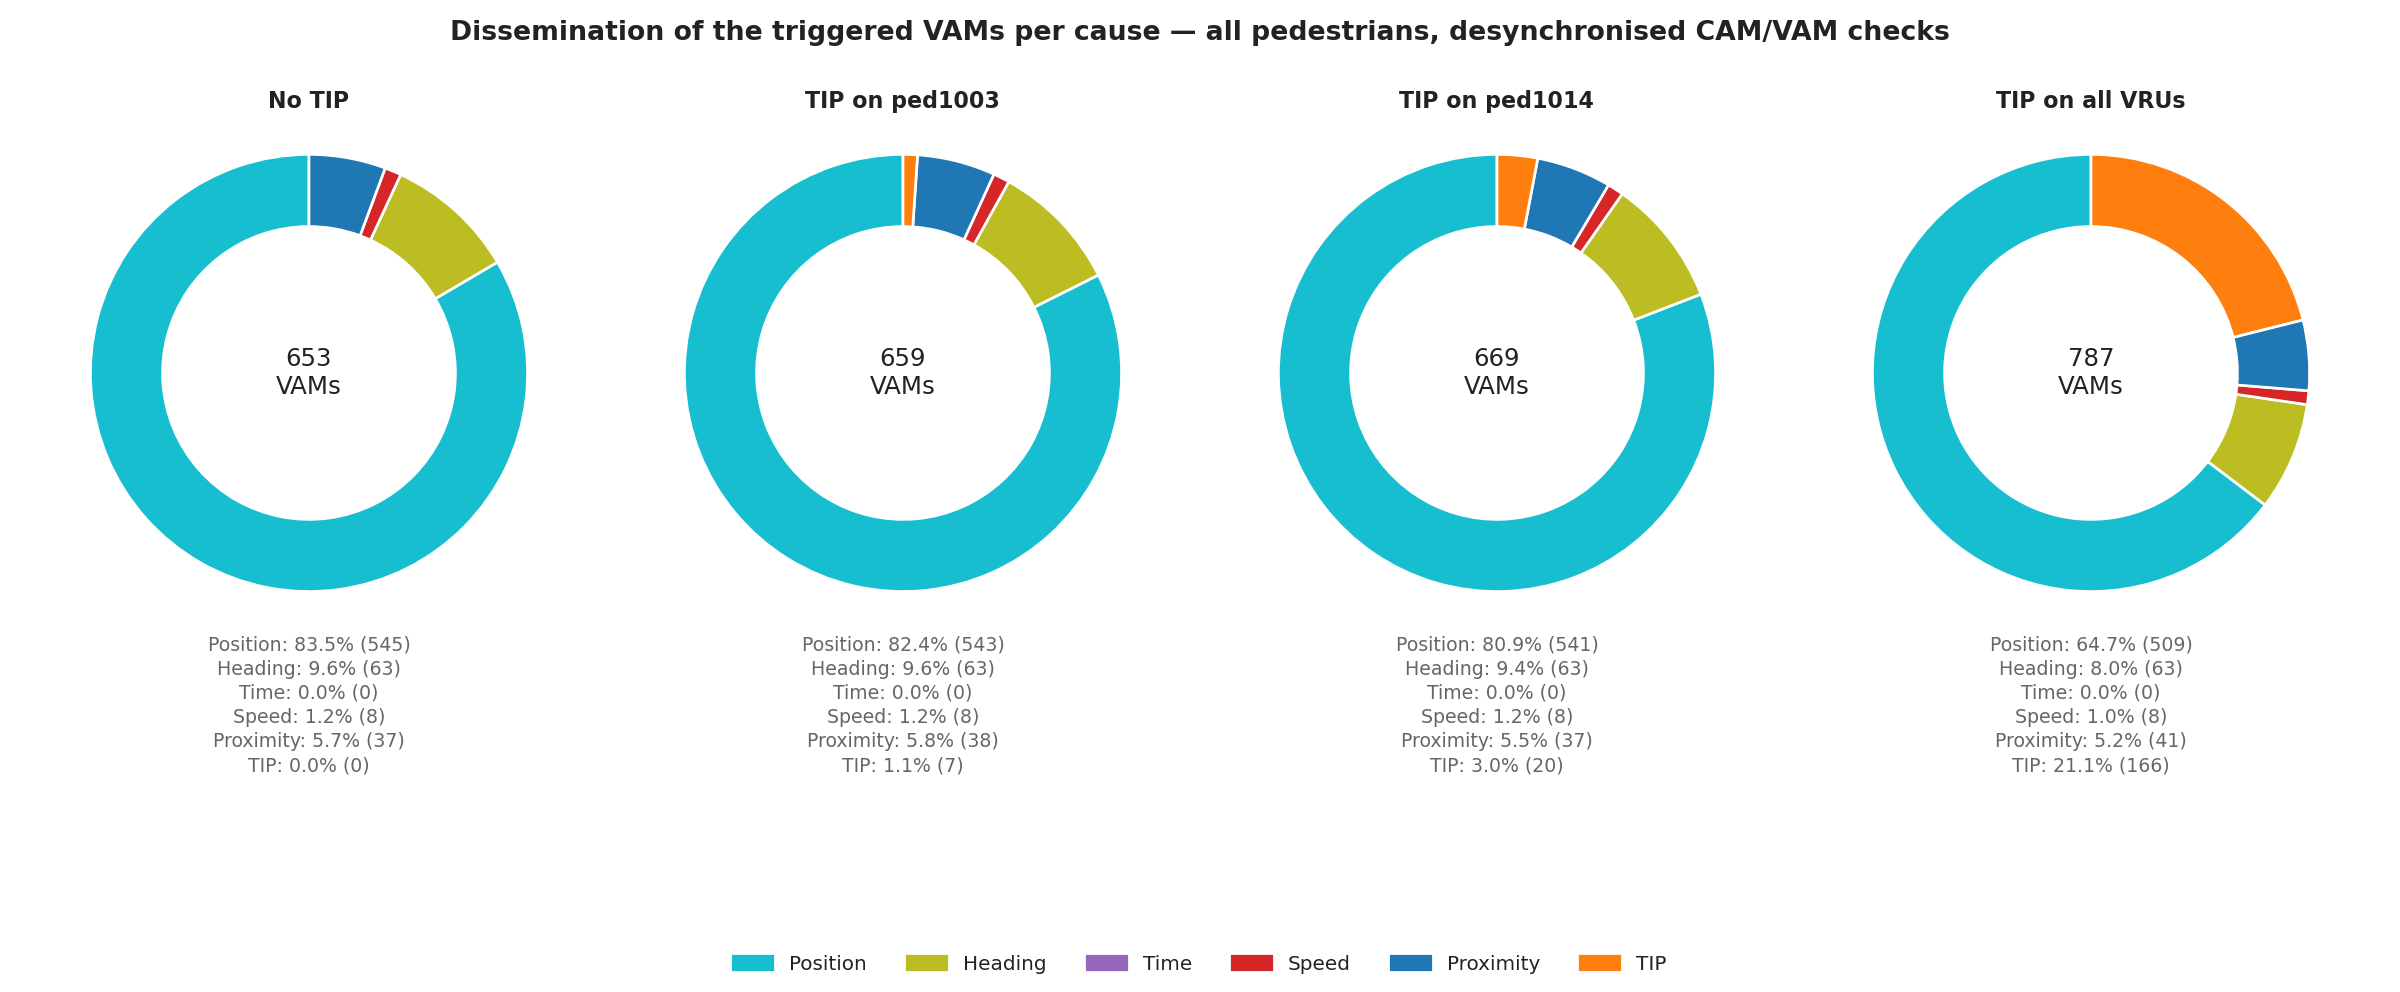 Dissemination of the triggered VAMs per cause — all pedestrians, desynchronised CAM/VAM checks
No TIP
653
VAMs
Position: 83.5% (545)
Heading: 9.6% (63)
Time: 0.0% (0)
Speed: 1.2% (8)
Proximity: 5.7% (37)
TIP: 0.0% (0)
TIP on ped1003
659
VAMs
Position: 82.4% (543)
Heading: 9.6% (63)
Time: 0.0% (0)
Speed: 1.2% (8)
Proximity: 5.8% (38)
TIP: 1.1% (7)
TIP on ped1014
669
VAMs
Position: 80.9% (541)
Heading: 9.4% (63)
Time: 0.0% (0)
Speed: 1.2% (8)
Proximity: 5.5% (37)
TIP: 3.0% (20)
TIP on all VRUs
787
VAMs
Position: 64.7% (509)
Heading: 8.0% (63)
Time: 0.0% (0)
Speed: 1.0% (8)
Proximity: 5.2% (41)
TIP: 21.1% (166)
Position
Heading
Time
Speed
Proximity
TIP